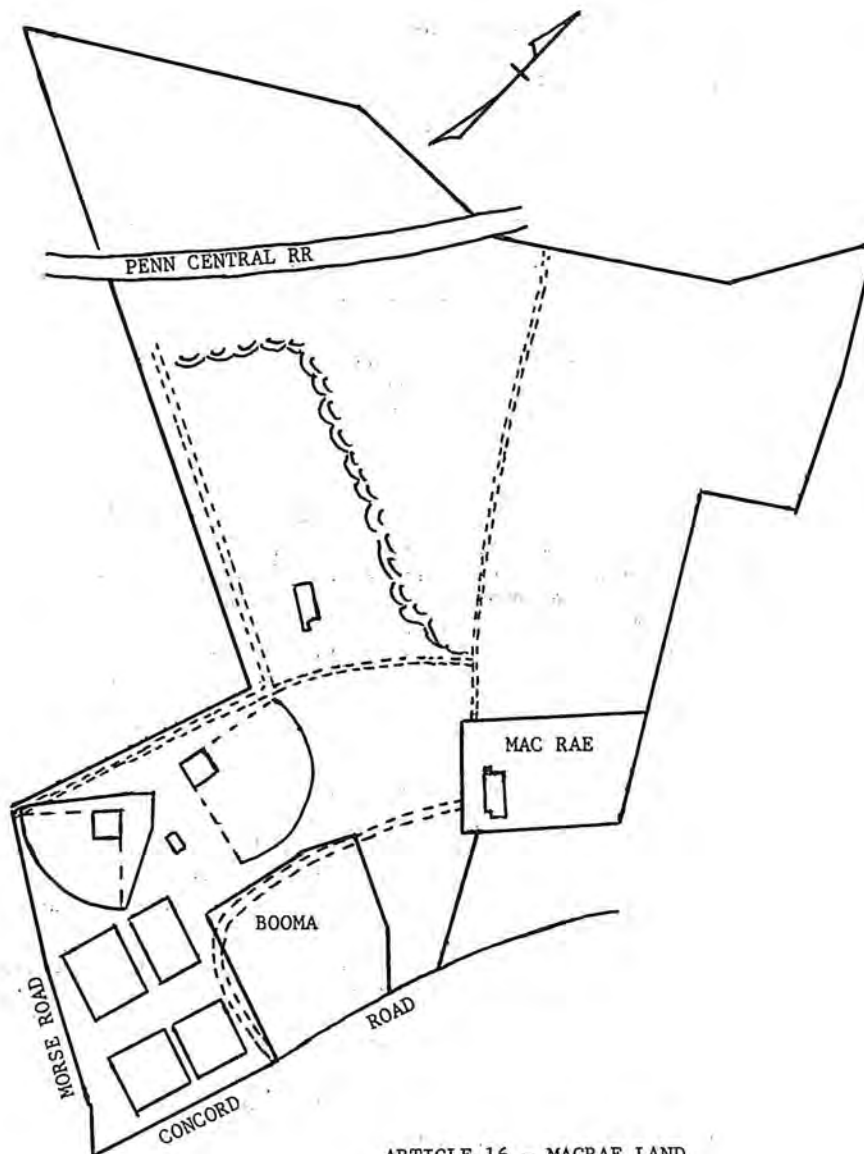 PENN CENTRAL RR
MAC RAE
BOOMA
MORSE ROAD
CONCORD ROAD
ARTICLE 16 - MACRAE LAND